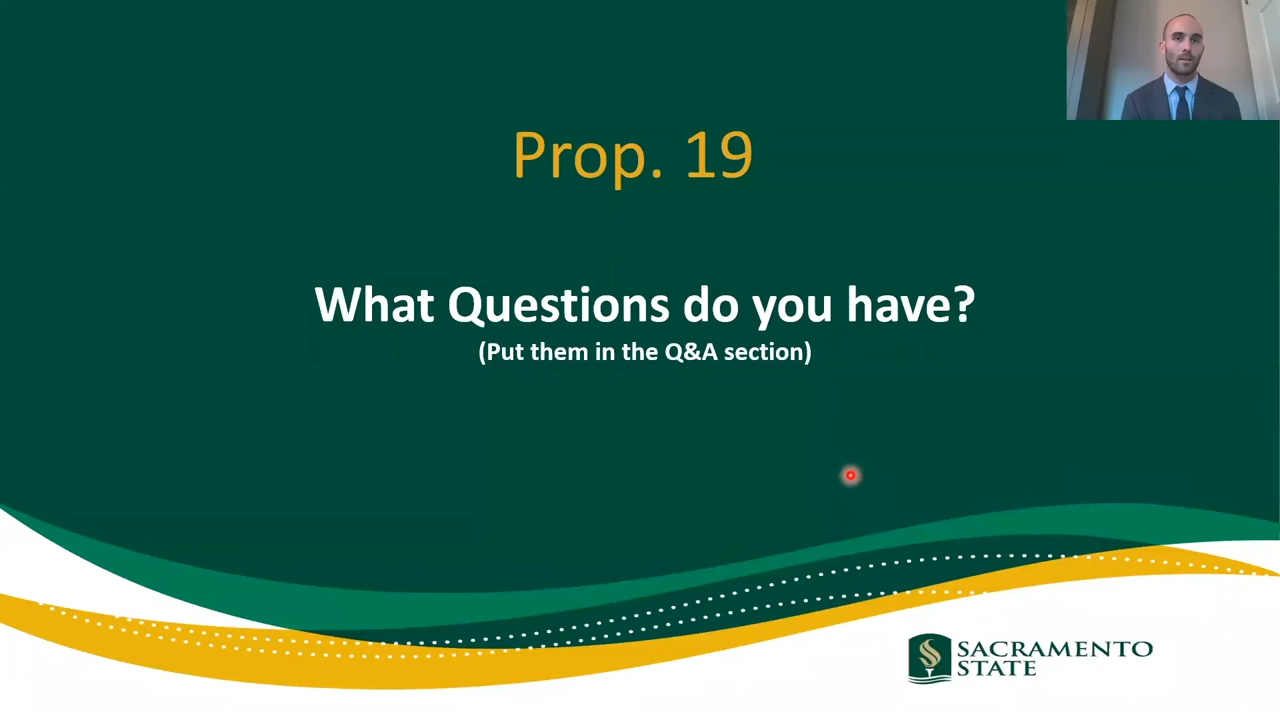 Prop. 19
What Questions do you have?
(Put them in the Q&A section)
SACRAMENTO
STATE